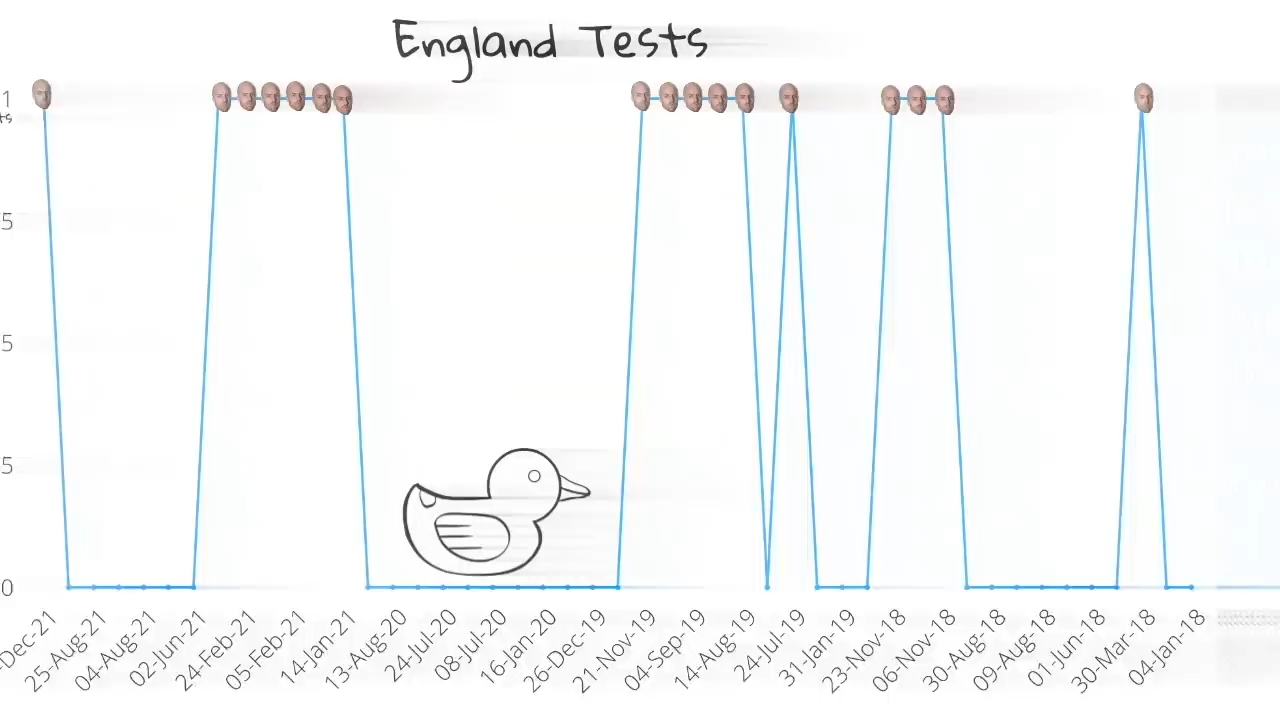 England Tests
1
ts
5
5
5
0
-Dec-21
25-Aug-21
04-Aug-21
02-Jun-21
24-Feb-21
05-Feb-21
14-Jan-21
13-Aug-20
24-Jul-20
08-Jul-20
16-Jan-20
26-Dec-19
21-Nov-19
04-Sep-19
14-Aug-19
24-Jul-19
31-Jan-19
23-Nov-18
06-Nov-18
30-Aug-18
09-Aug-18
01-Jun-18
30-Mar-18
04-Jan-18